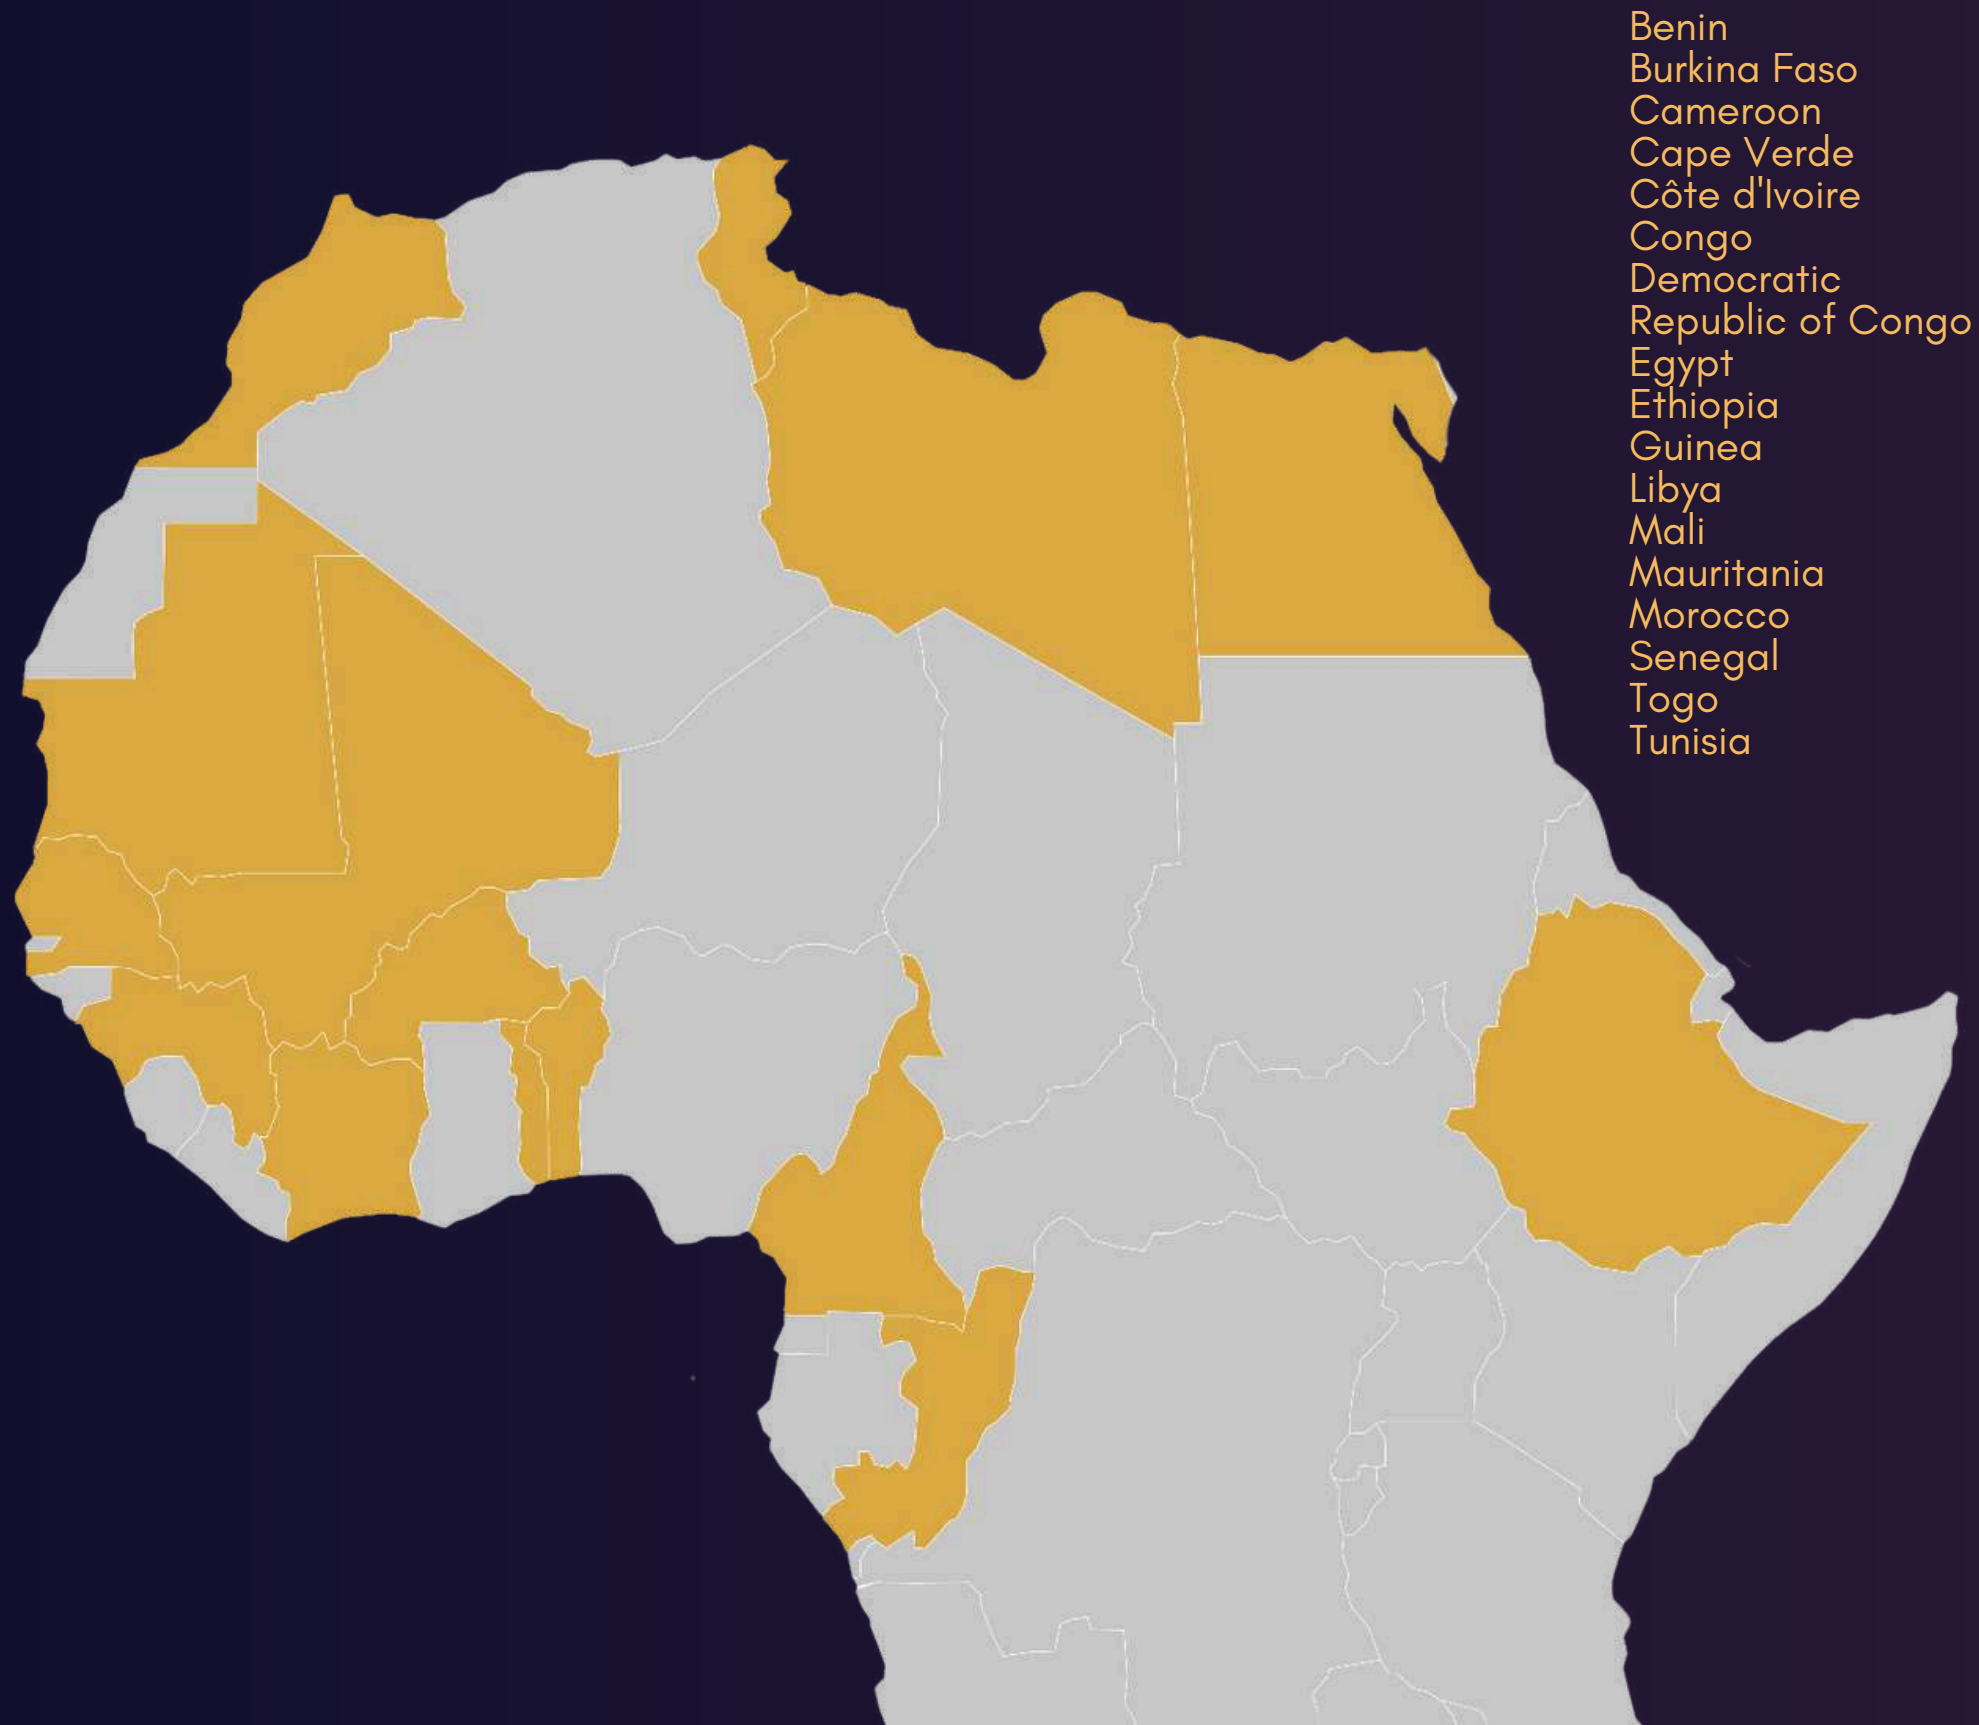 Benin
Burkina Faso
Cameroon
Cape Verde
Côte d'Ivoire
Congo
Democratic
Republic of Congo
Egypt
Ethiopia
Guinea
Libya
Mali
Mauritania
Morocco
Senegal
Togo
Tunisia